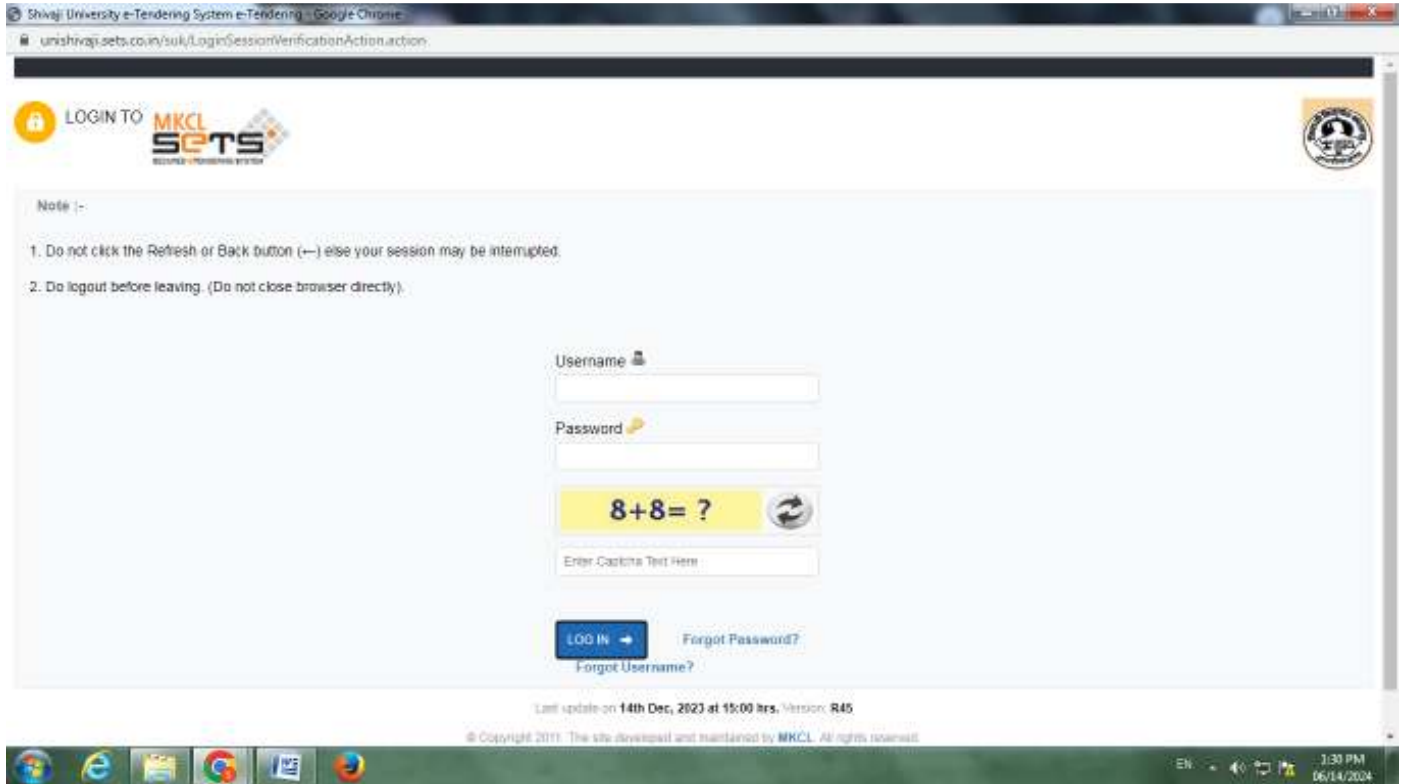 Shivaji University e-Tendering System e-Tendering - Google Chrome
unishivaji.sets.co.in/suk/LoginSessionVerificationAction.action
LOGIN TO
MKCL
SETS
SECURED e-TENDERING SYSTEM
Note :-
1. Do not click the Refresh or Back button (←) else your session may be interrupted.
2. Do logout before leaving. (Do not close browser directly).
Username
Password
8+8= ?
Enter Captcha Text Here
LOG IN
Forgot Password?
Forgot Username?
Last update on 14th Dec, 2023 at 15:00 hrs. Version: R45
© Copyright 2011. The site developed and maintained by MKCL. All rights reserved.
EN
1:30 PM
06/14/2024